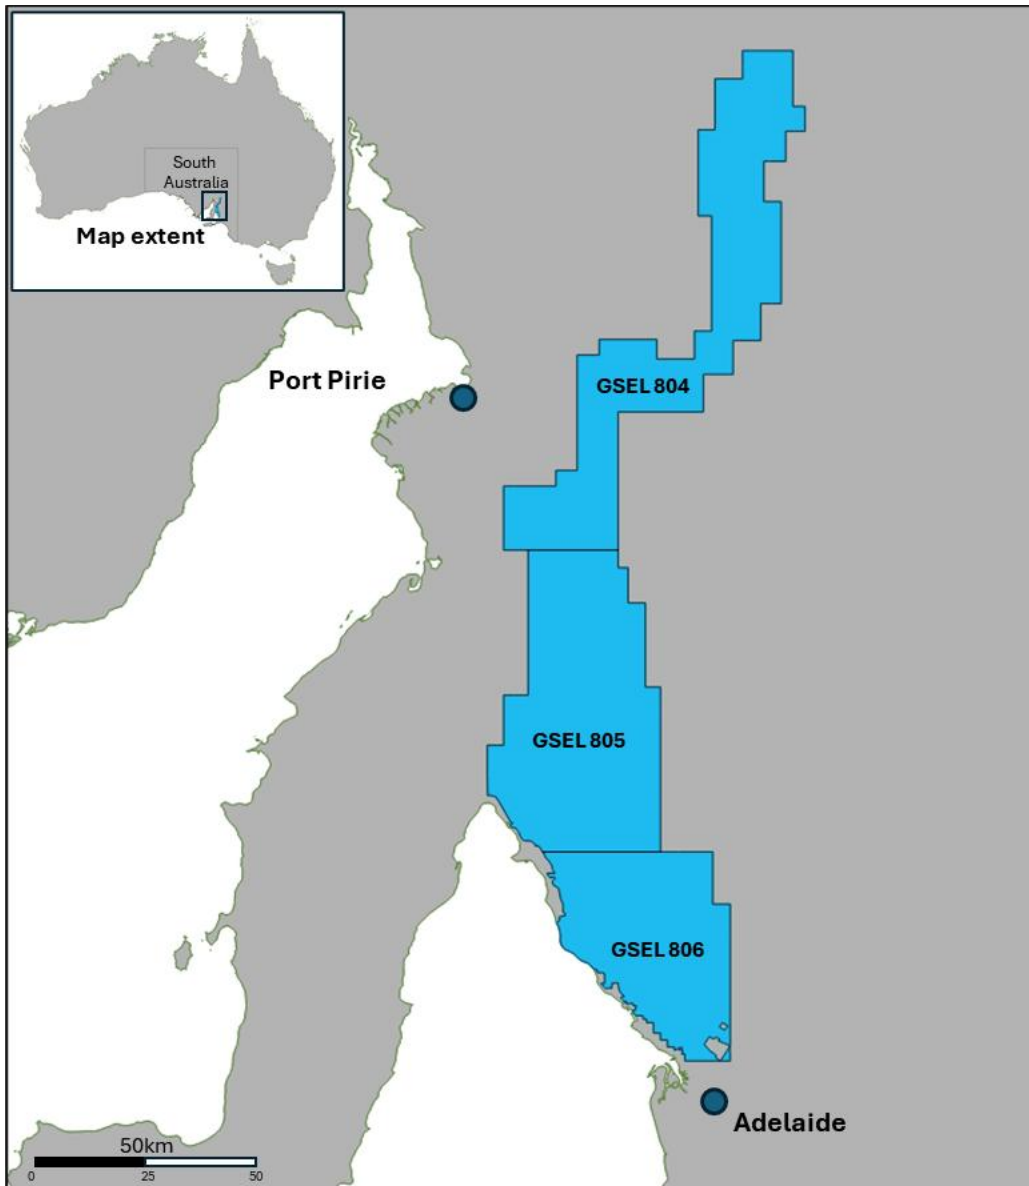 South
Australia
Map extent
Port Pirie
GSEL 804
GSEL 805
GSEL 806
Adelaide
50km
0 25 50